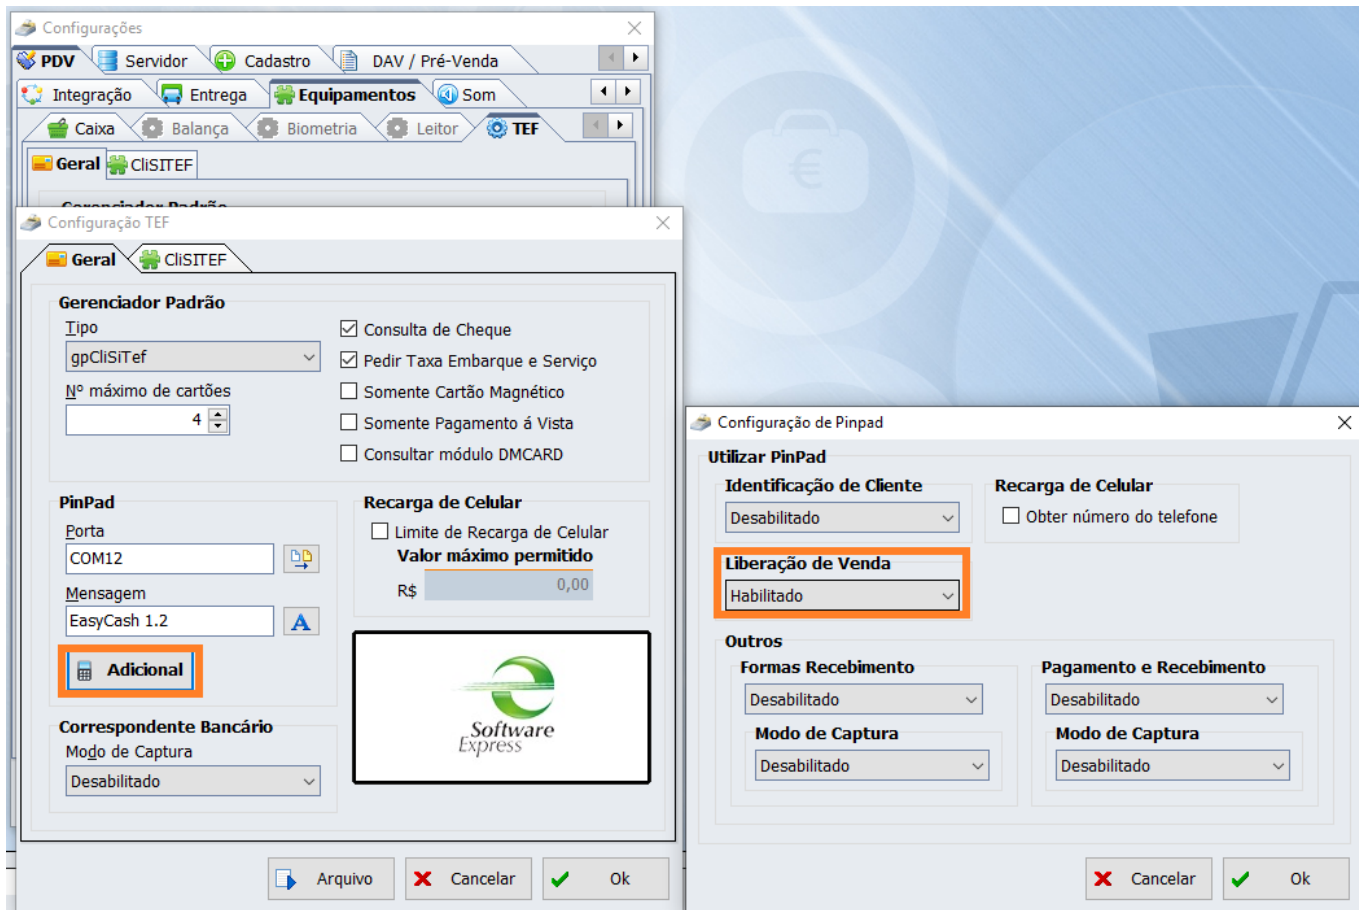 Configurações
PDV Servidor Cadastro DAV / Pré-Venda
Integração Entrega Equipamentos Som
Caixa Balança Biometria Leitor TEF
Geral CliSITEF
Gerenciador Padrão
Configuração TEF
Geral CliSITEF
Gerenciador Padrão
Tipo
gpCliSiTef
Nº máximo de cartões
4
Consulta de Cheque
Pedir Taxa Embarque e Serviço
Somente Cartão Magnético
Somente Pagamento á Vista
Consultar módulo DMCARD
PinPad
Porta
COM12
Mensagem
EasyCash 1.2
A
Adicional
Recarga de Celular
Limite de Recarga de Celular
Valor máximo permitido
R$ 0,00
Correspondente Bancário
Modo de Captura
Desabilitado
Software
Express
Arquivo Cancelar Ok
Configuração de Pinpad
Utilizar PinPad
Identificação de Cliente
Desabilitado
Recarga de Celular
Obter número do telefone
Liberação de Venda
Habilitado
Outros
Formas Recebimento
Desabilitado
Modo de Captura
Desabilitado
Pagamento e Recebimento
Desabilitado
Modo de Captura
Desabilitado
Cancelar Ok
€